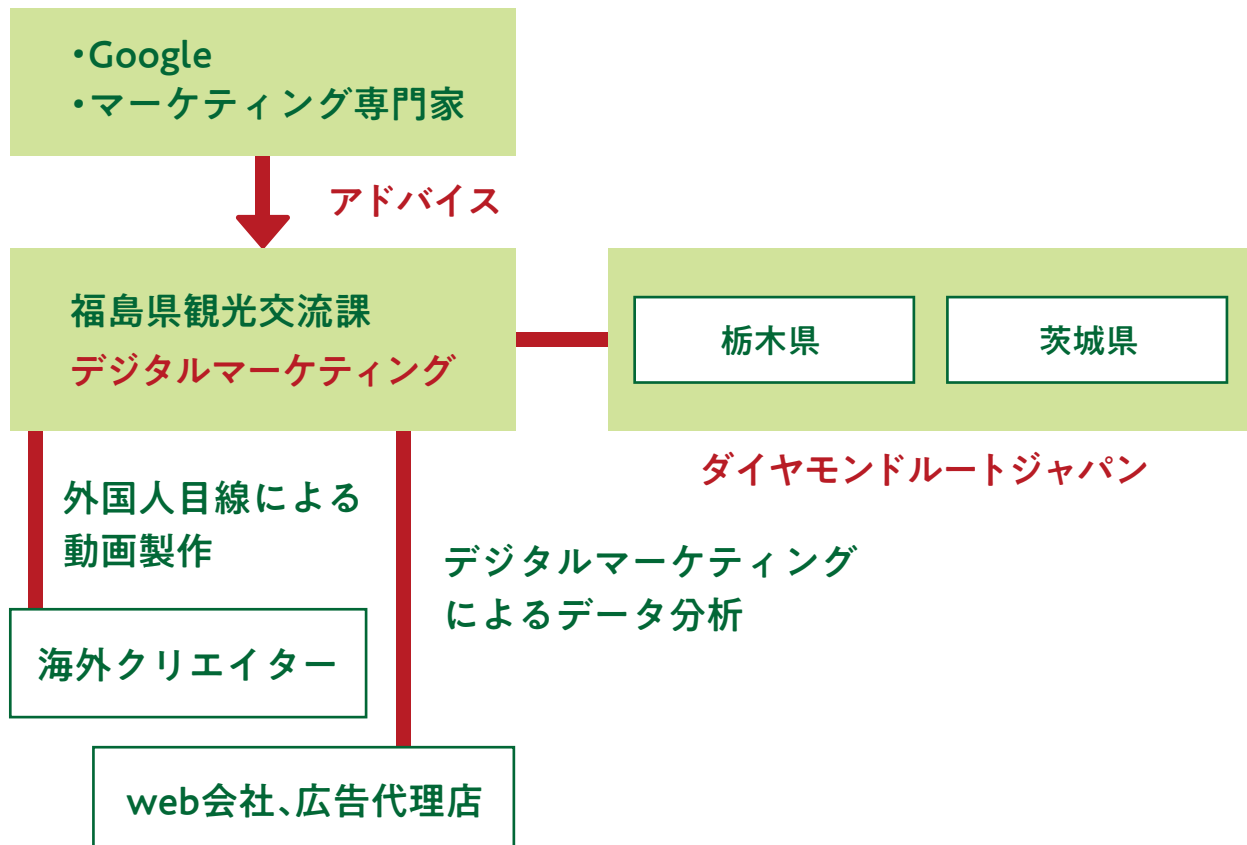 ・Google
・マーケティング専門家
アドバイス
福島県観光交流課
デジタルマーケティング
栃木県
茨城県
ダイヤモンドルートジャパン
外国人目線による
動画製作
デジタルマーケティング
によるデータ分析
海外クリエイター
web会社、広告代理店